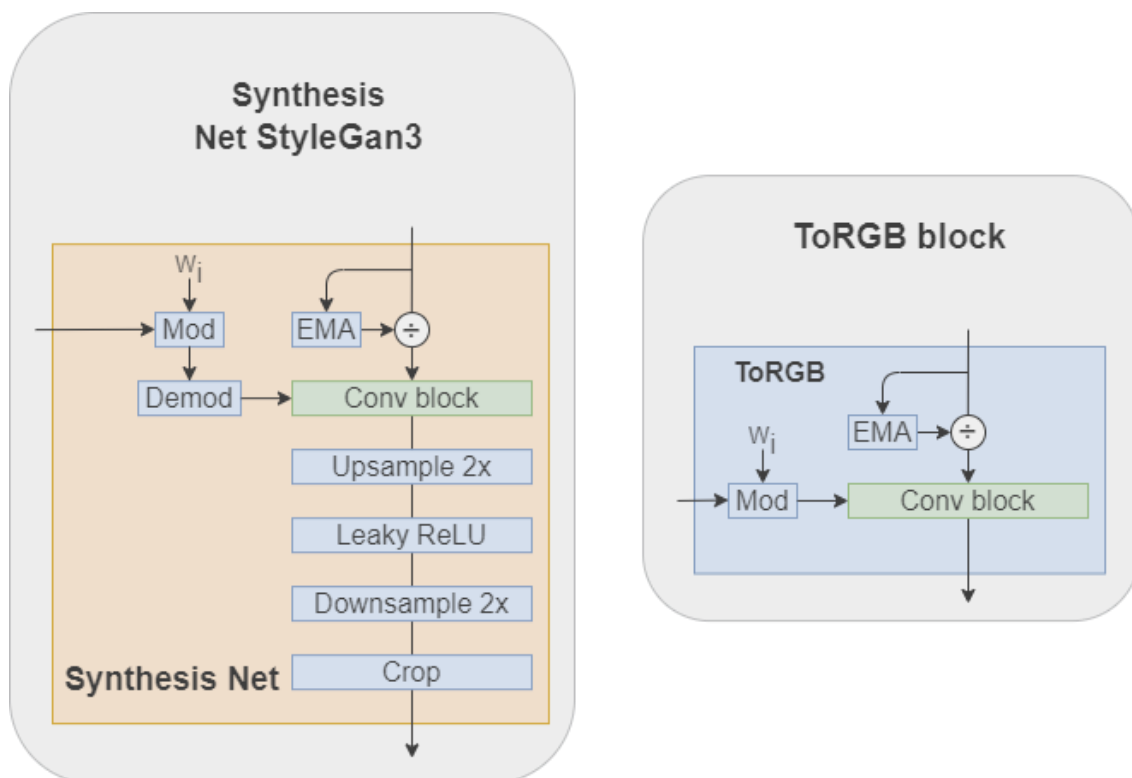 Synthesis
Net StyleGan3
wi
Mod
EMA
÷
Demod
Conv block
Upsample 2x
Leaky ReLU
Downsample 2x
Crop
Synthesis Net
ToRGB block
ToRGB
EMA
÷
wi
Mod
Conv block